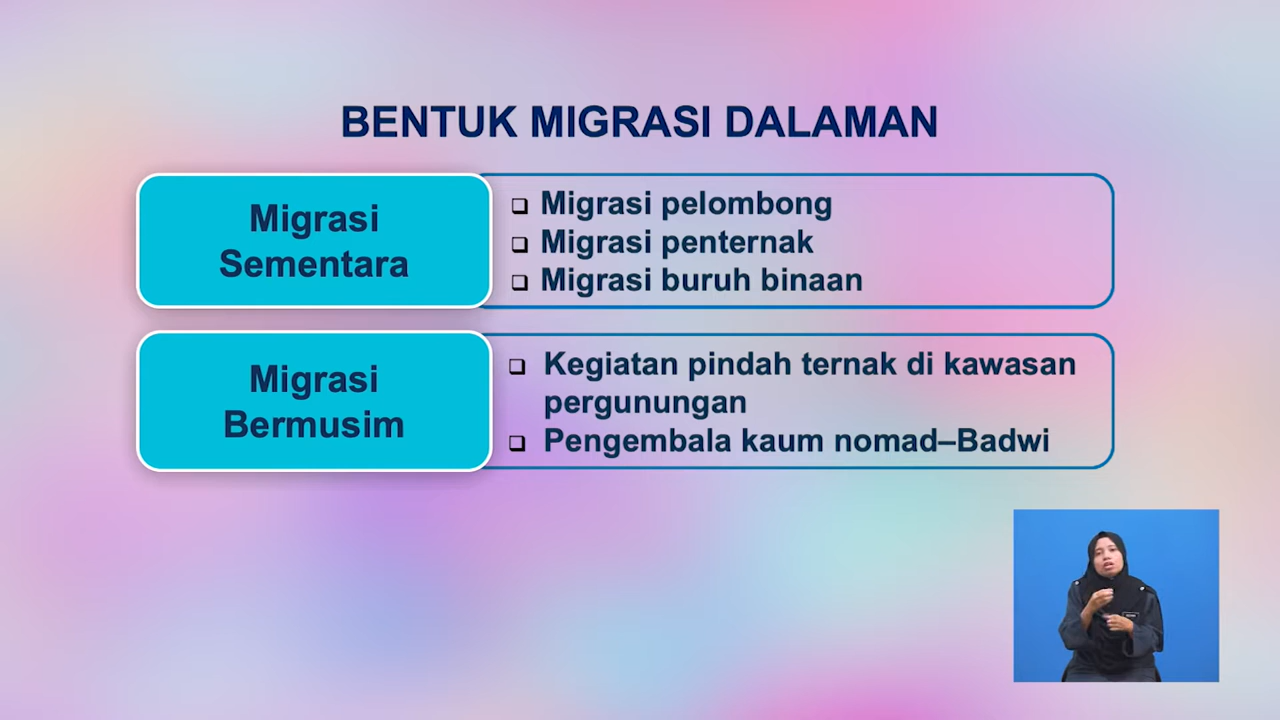 BENTUK MIGRASI DALAMAN
Migrasi
Sementara
Migrasi pelombong
Migrasi penternak
Migrasi buruh binaan
Migrasi
Bermusim
Kegiatan pindah ternak di kawasan
pergunungan
Pengembala kaum nomad–Badwi